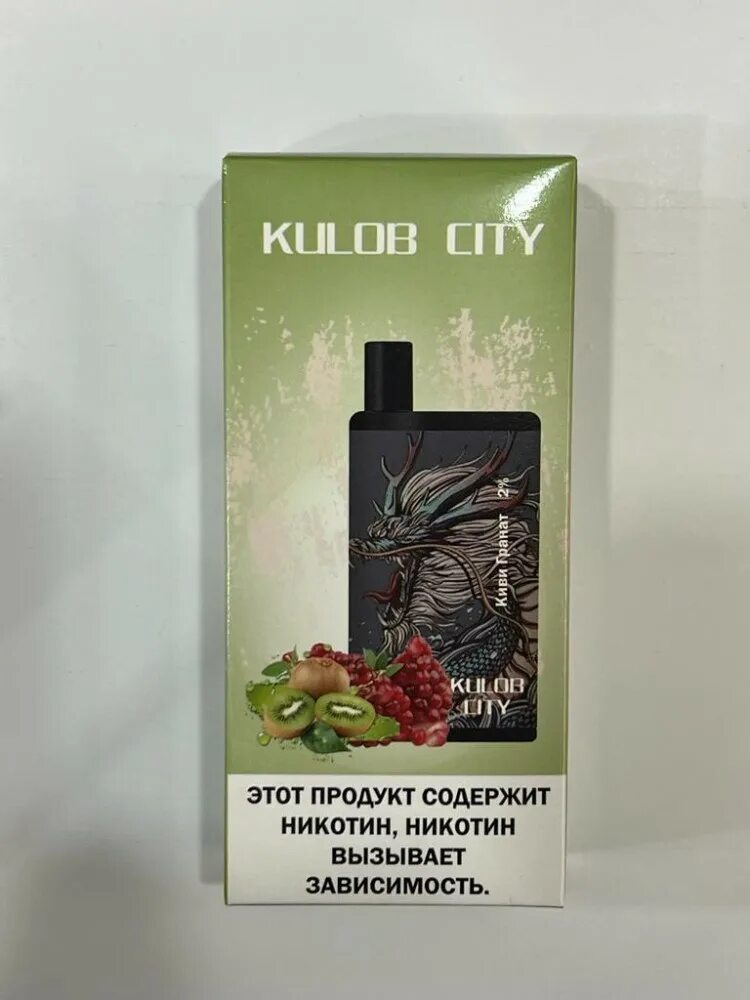 KULOB CITY
Киви Гранат 2%
KULOB
CITY
ЭТОТ ПРОДУКТ СОДЕРЖИТ
НИКОТИН, НИКОТИН
ВЫЗЫВАЕТ
ЗАВИСИМОСТЬ.